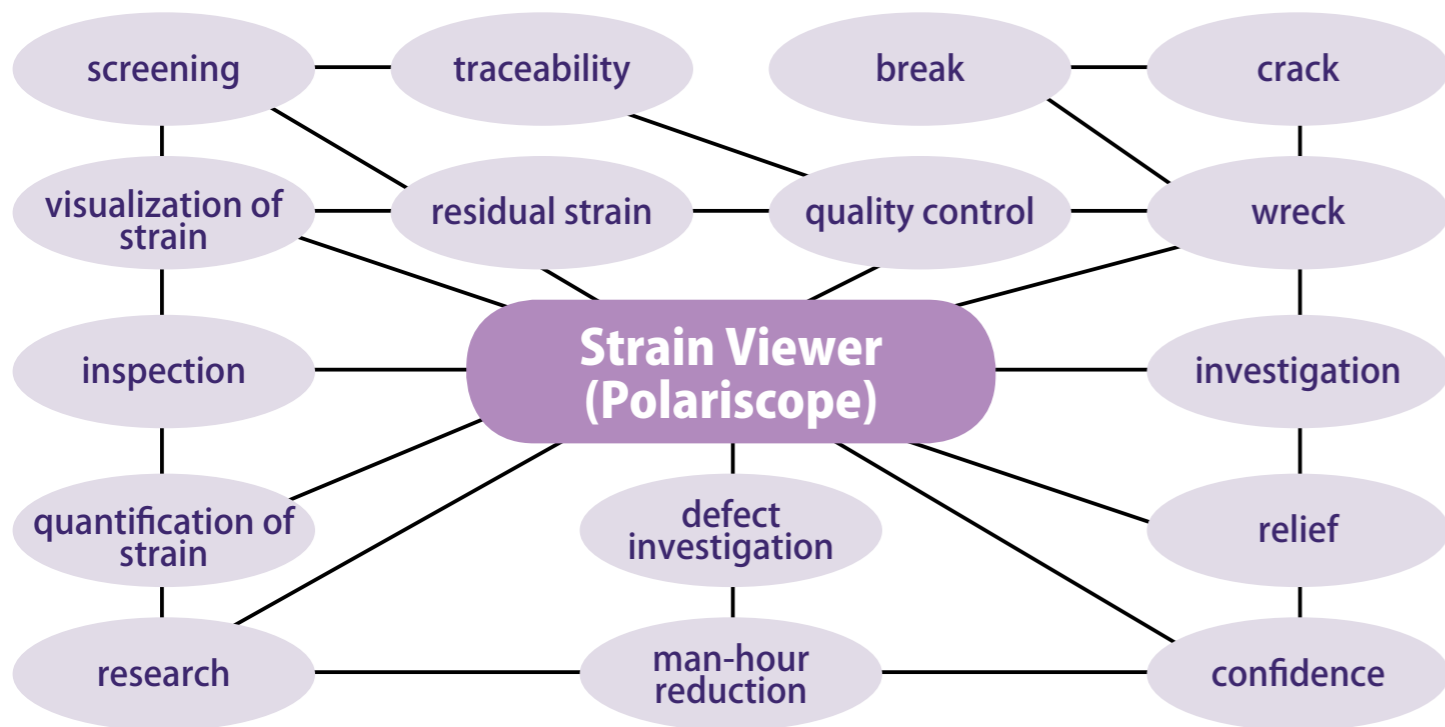 screening
traceability
break
crack
visualization of
strain
residual strain
quality control
wreck
Strain Viewer
(Polariscope)
inspection
investigation
quantification of
strain
defect
investigation
relief
research
man-hour
reduction
confidence